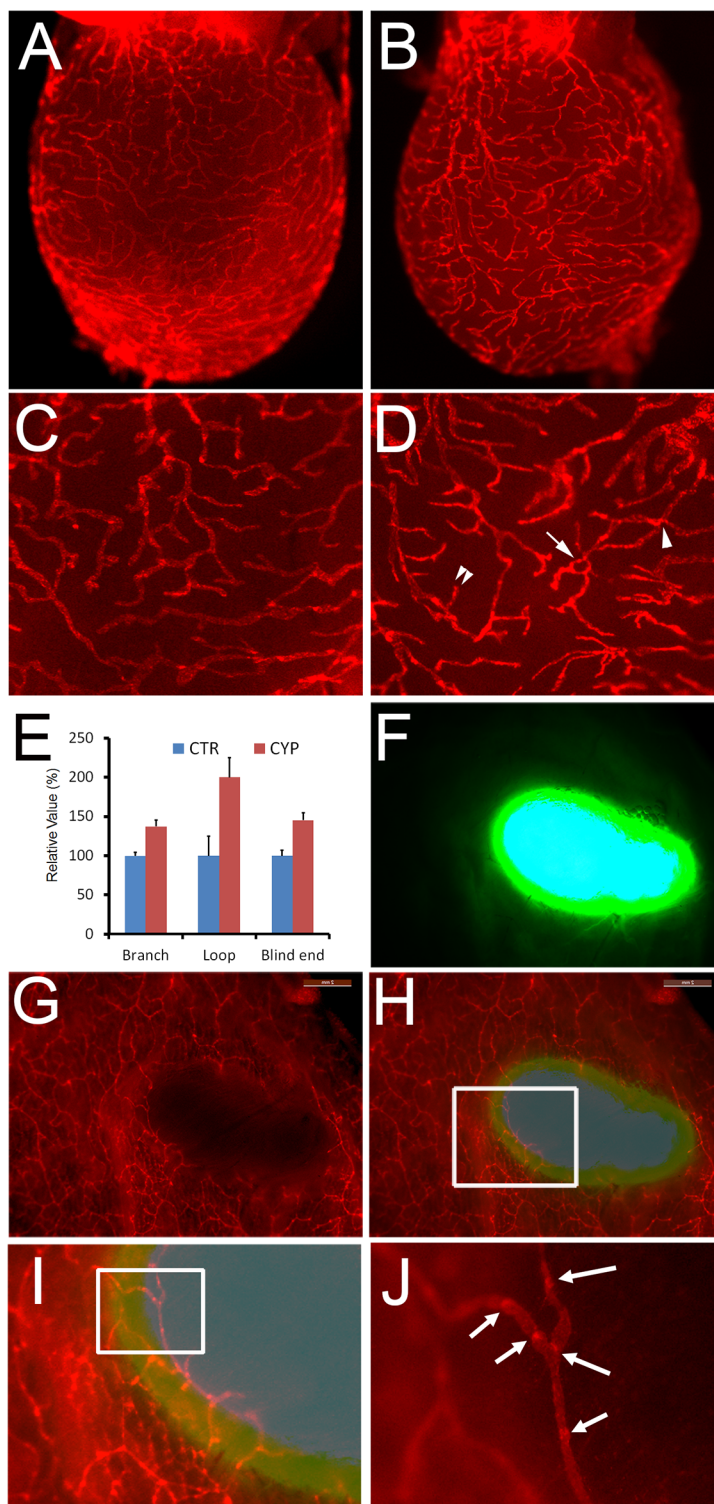 A
B
C
D
E
250
200
150
100
50
0
Relative Value (%)
CTR
CYP
Branch
Loop
Blind end
F
G
H
I
J